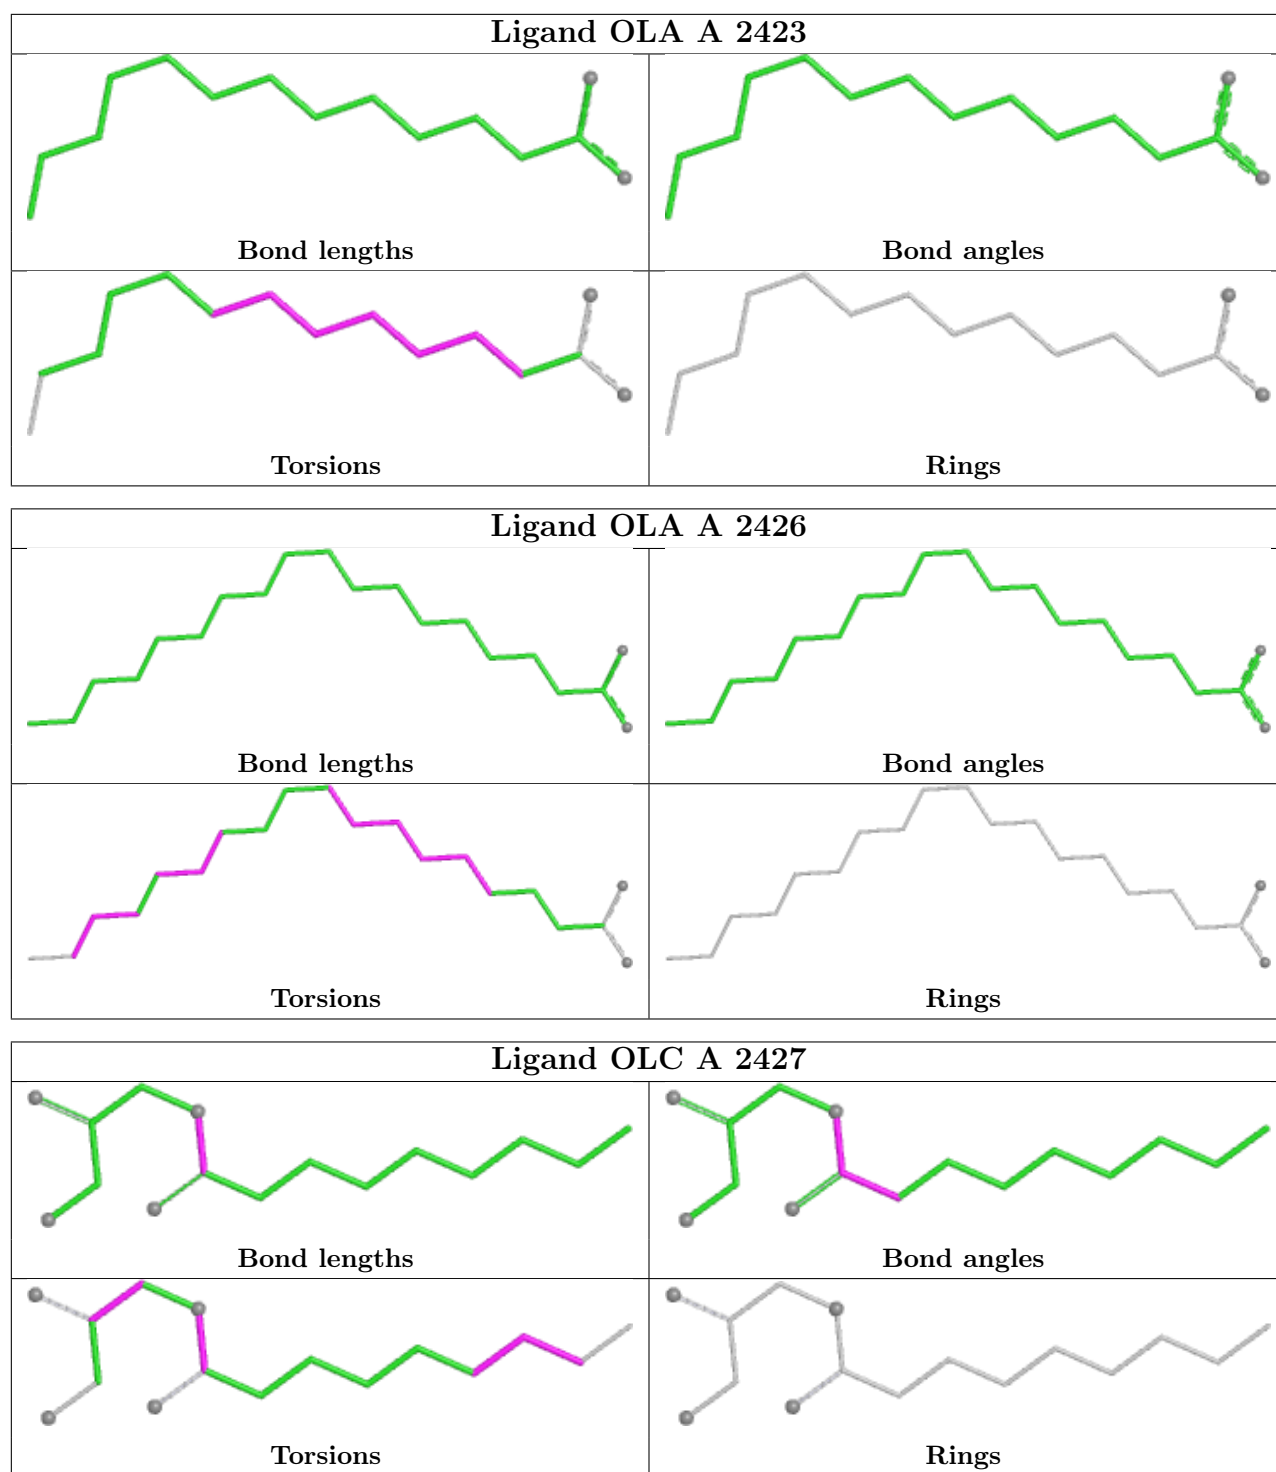 Ligand OLA A 2423
Bond lengths
Bond angles
Torsions
Rings
Ligand OLA A 2426
Bond lengths
Bond angles
Torsions
Rings
Ligand OLC A 2427
Bond lengths
Bond angles
Torsions
Rings